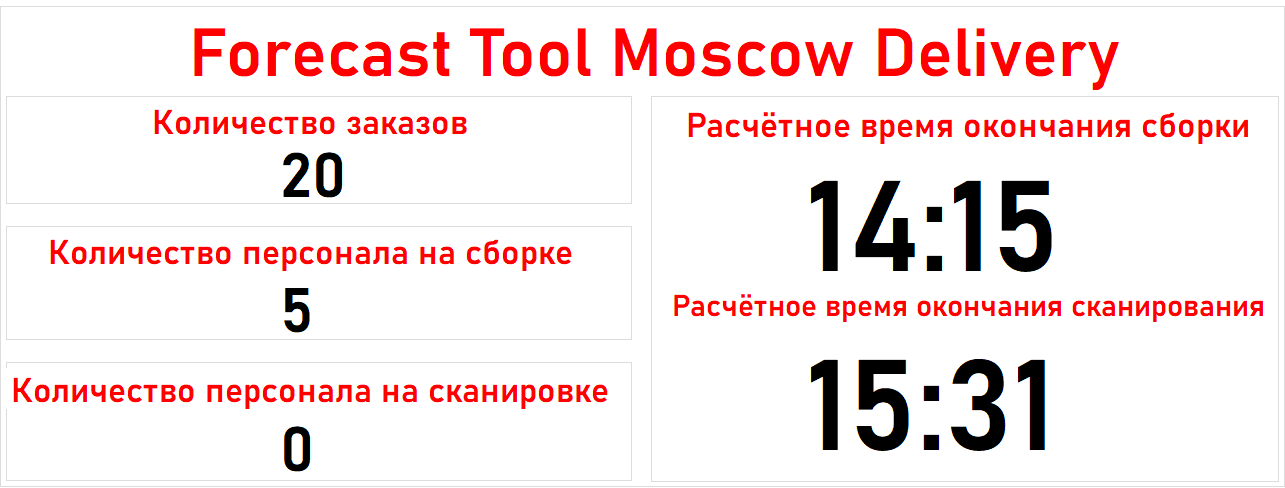 Forecast Tool Moscow Delivery
Количество заказов
20
Количество персонала на сборке
5
Количество персонала на сканировке
0
Расчётное время окончания сборки
14:15
Расчётное время окончания сканирования
15:31